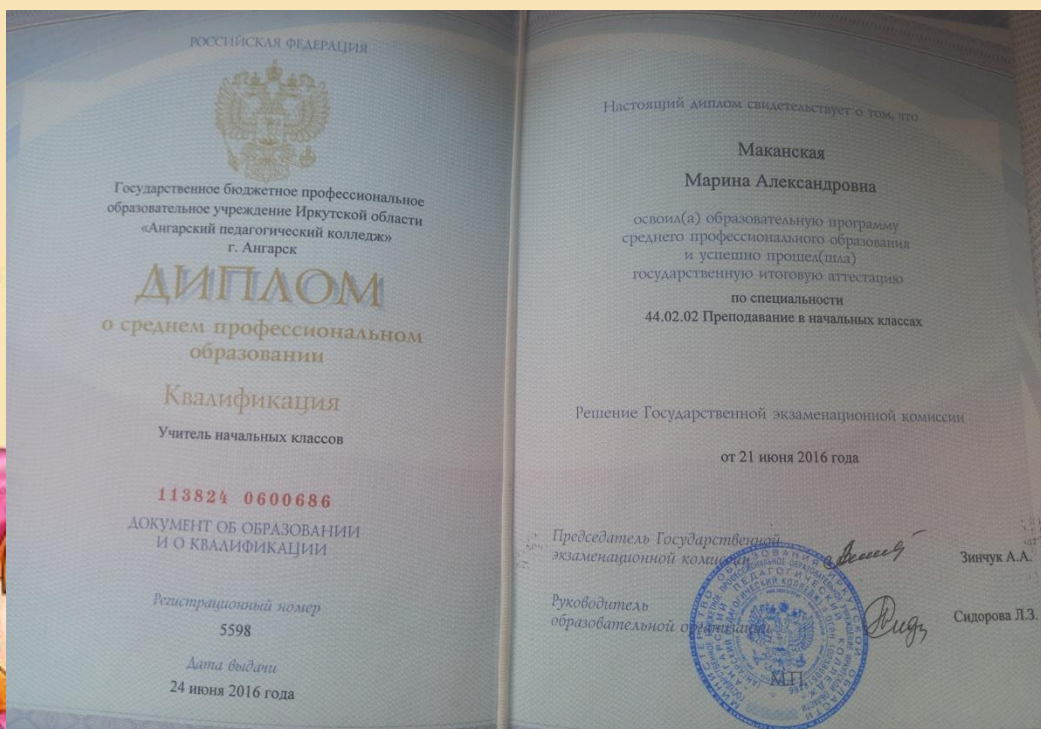 РОССИЙСКАЯ ФЕДЕРАЦИЯ
Государственное бюджетное профессиональное
образовательное учреждение Иркутской области
«Ангарский педагогический колледж»
г. Ангарск
ДИПЛОМ
о среднем профессиональном
образовании
Квалификация
Учитель начальных классов
113824 0600686
ДОКУМЕНТ ОБ ОБРАЗОВАНИИ
И О КВАЛИФИКАЦИИ
Регистрационный номер
5598
Дата выдачи
24 июня 2016 года
Настоящий диплом свидетельствует о том, что
Маканская
Марина Александровна
освоил(а) образовательную программу
среднего профессионального образования
и успешно прошел(шла)
государственную итоговую аттестацию
по специальности
44.02.02 Преподавание в начальных классах
Решение Государственной экзаменационной комиссии
от 21 июня 2016 года
Председатель Государственной
экзаменационной комиссии
Зинчук А.А.
Руководитель
образовательной организации
Сидорова Л.З.
М.П.